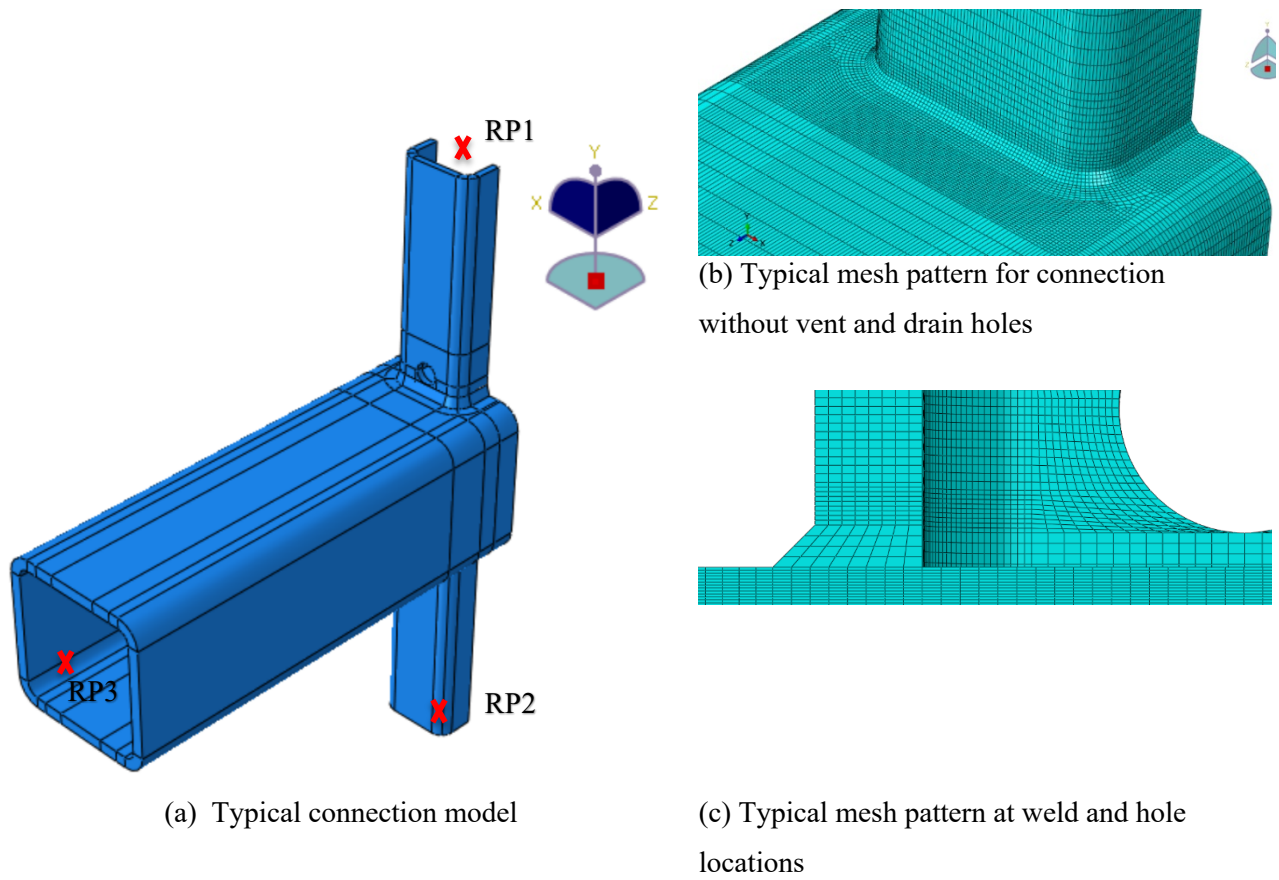 RP1
Y
X
Z
RP3
RP2
(a) Typical connection model
Y
Z
Y
Z
X
(b) Typical mesh pattern for connection
without vent and drain holes
(c) Typical mesh pattern at weld and hole
locations